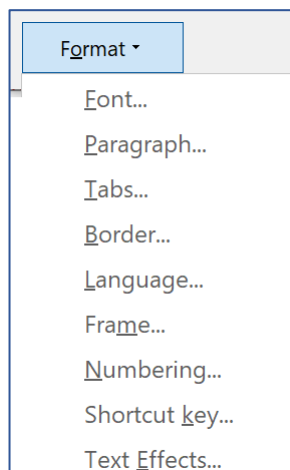 Format
Font...
Paragraph...
Tabs...
Border...
Language...
Frame...
Numbering...
Shortcut key...
Text Effects...